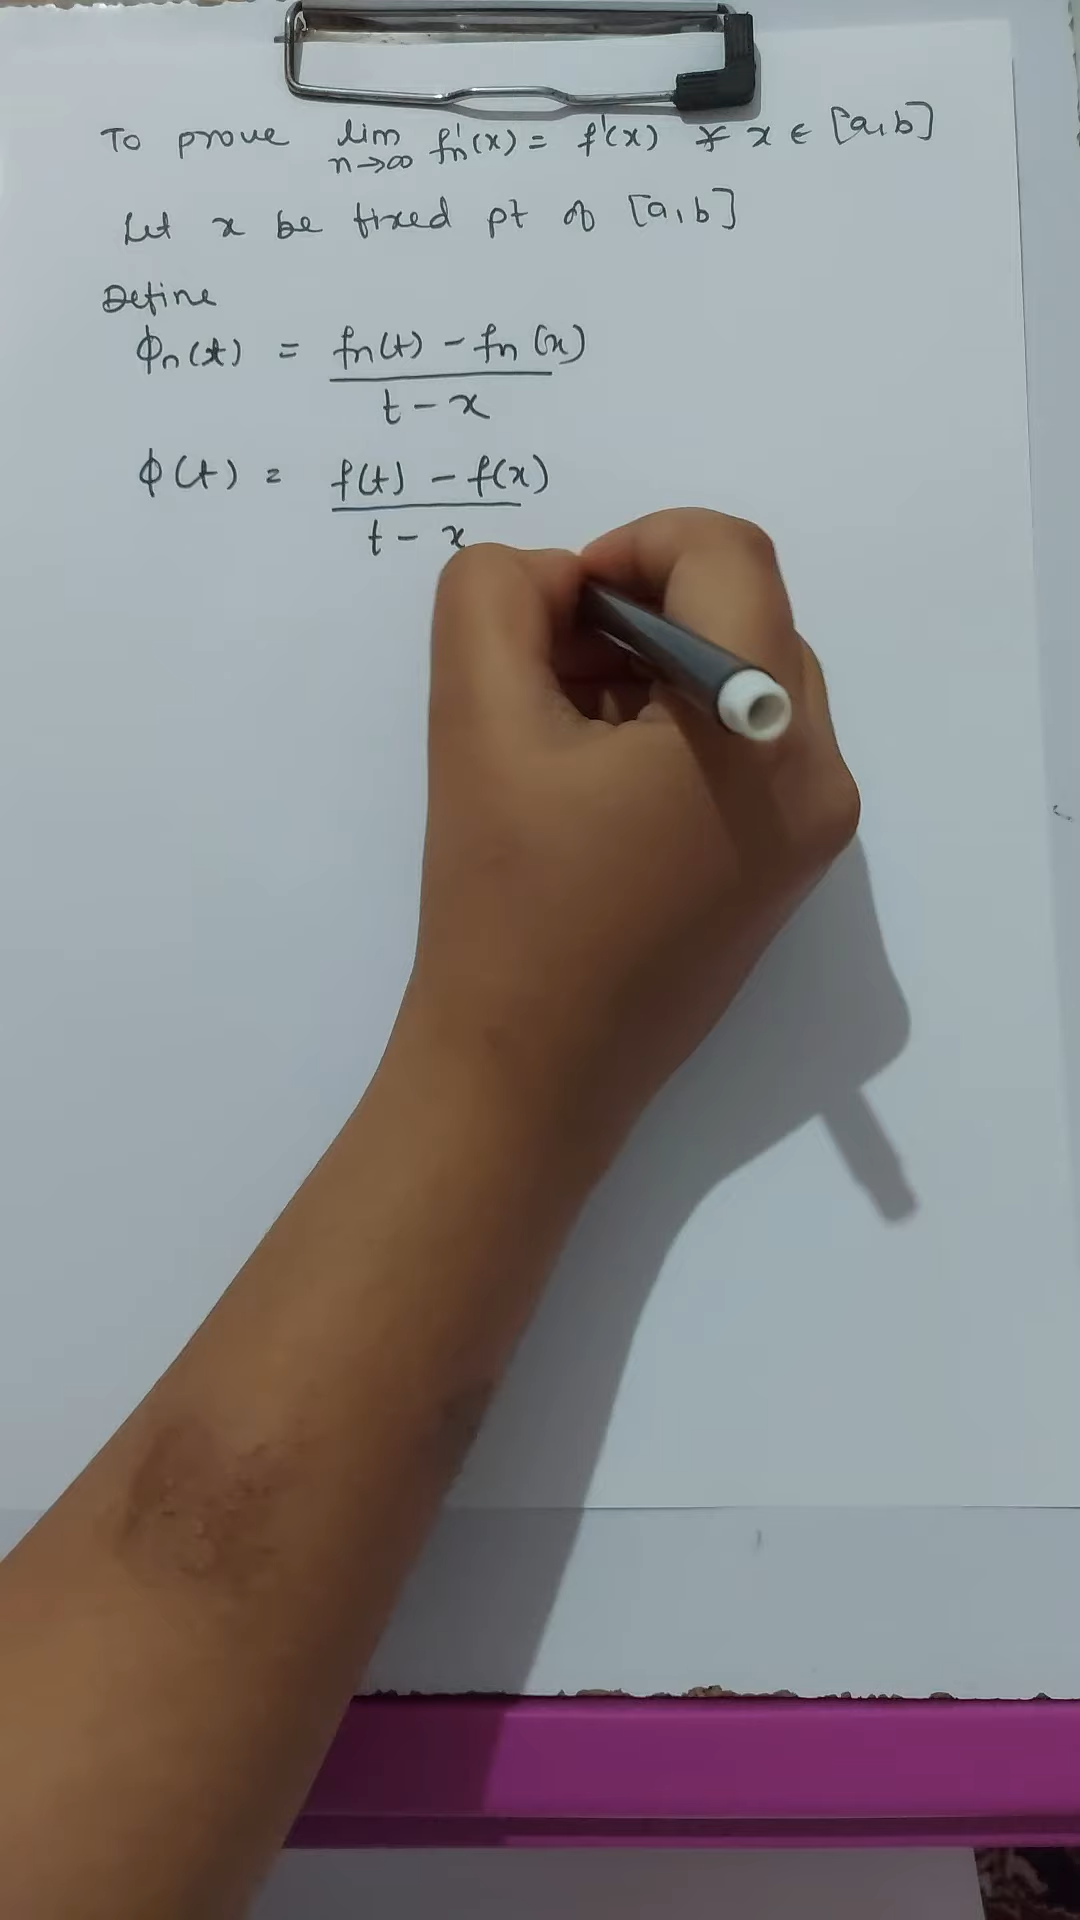 To prove lim n→∞ fn'(x) = f'(x) ∀ x ∈ [a,b]
Let x be fixed pt of [a,b]
Define
ϕn(t) = fn(t) - fn(x) / t - x
ϕ(t) = f(t) - f(x) / t - x